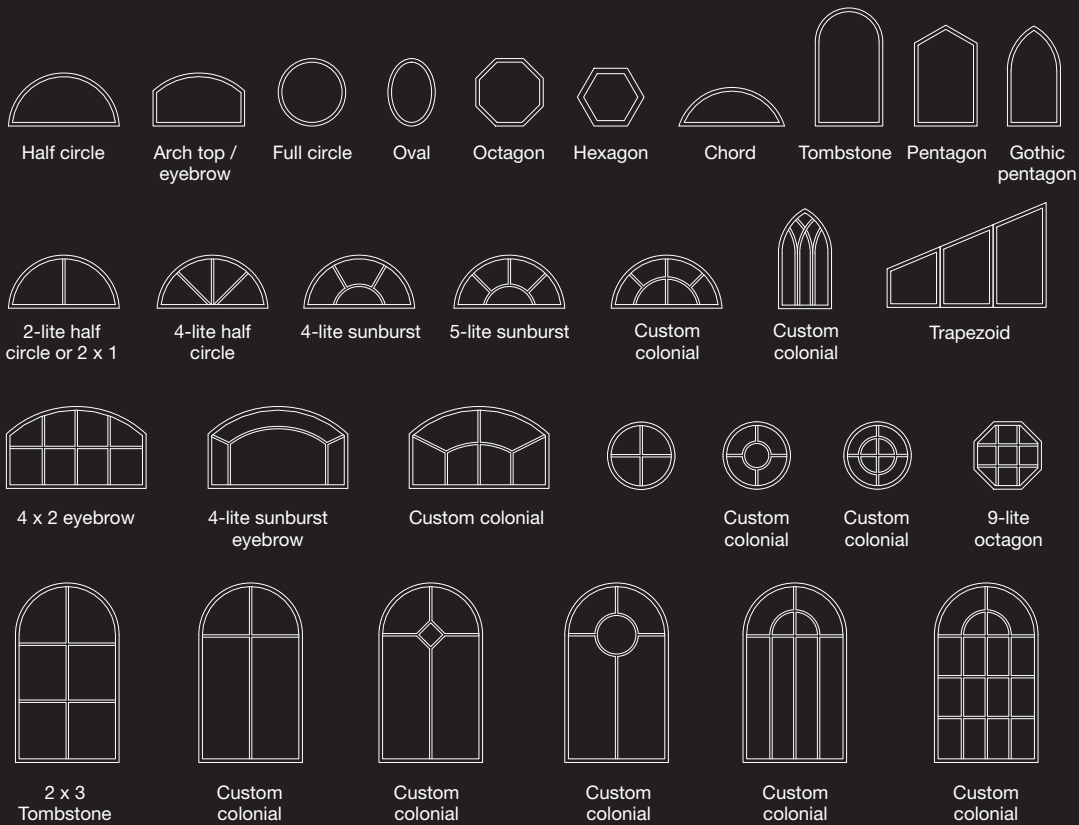 Half circle
Arch top /
eyebrow
Full circle
Oval
Octagon
Hexagon
Chord
Tombstone
Pentagon
Gothic
pentagon
2-lite half
circle or 2 x 1
4-lite half
circle
4-lite sunburst
5-lite sunburst
Custom
colonial
Custom
colonial
Trapezoid
4 x 2 eyebrow
4-lite sunburst
eyebrow
Custom colonial
Custom
colonial
Custom
colonial
9-lite
octagon
2 x 3
Tombstone
Custom
colonial
Custom
colonial
Custom
colonial
Custom
colonial
Custom
colonial